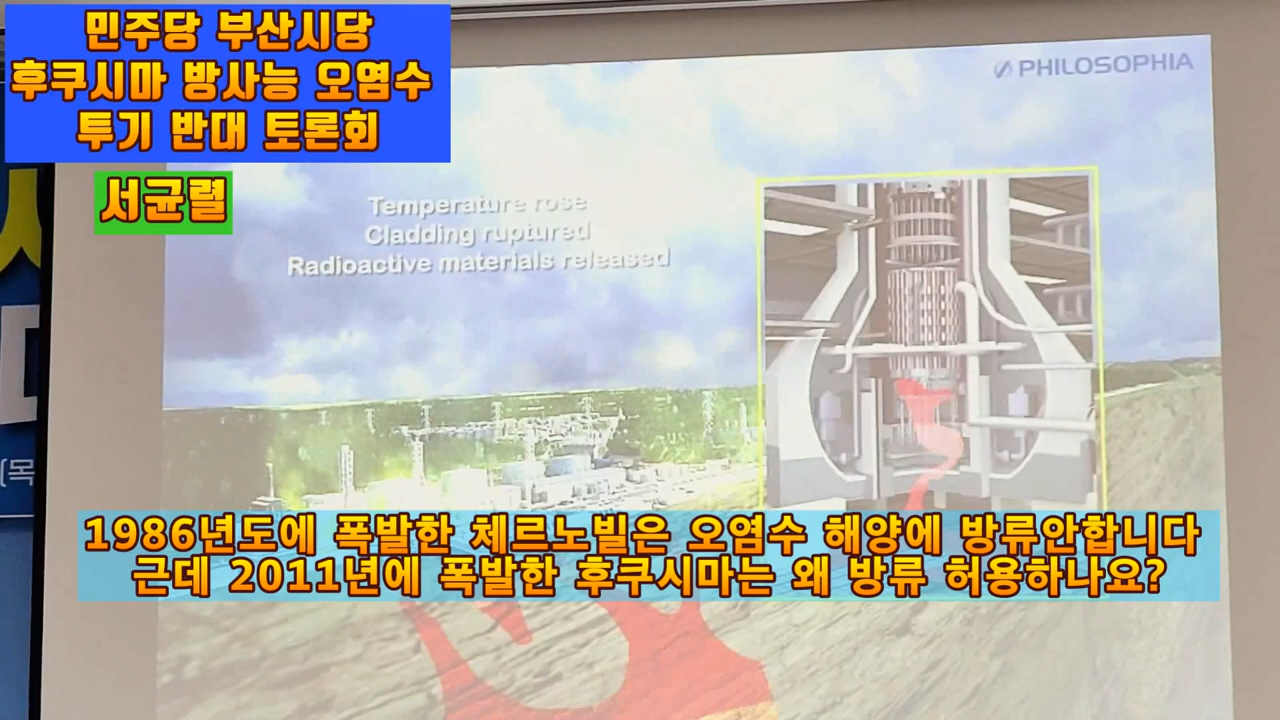 민주당 부산시당
후쿠시마 방사능 오염수
투기 반대 토론회
서균렬
PHILOSOPHIA
Temperature rose
Cladding ruptured
Radioactive materials released
(목
1986년도에 폭발한 체르노빌은 오염수 해양에 방류안합니다
근데 2011년에 폭발한 후쿠시마는 왜 방류 허용하나요?